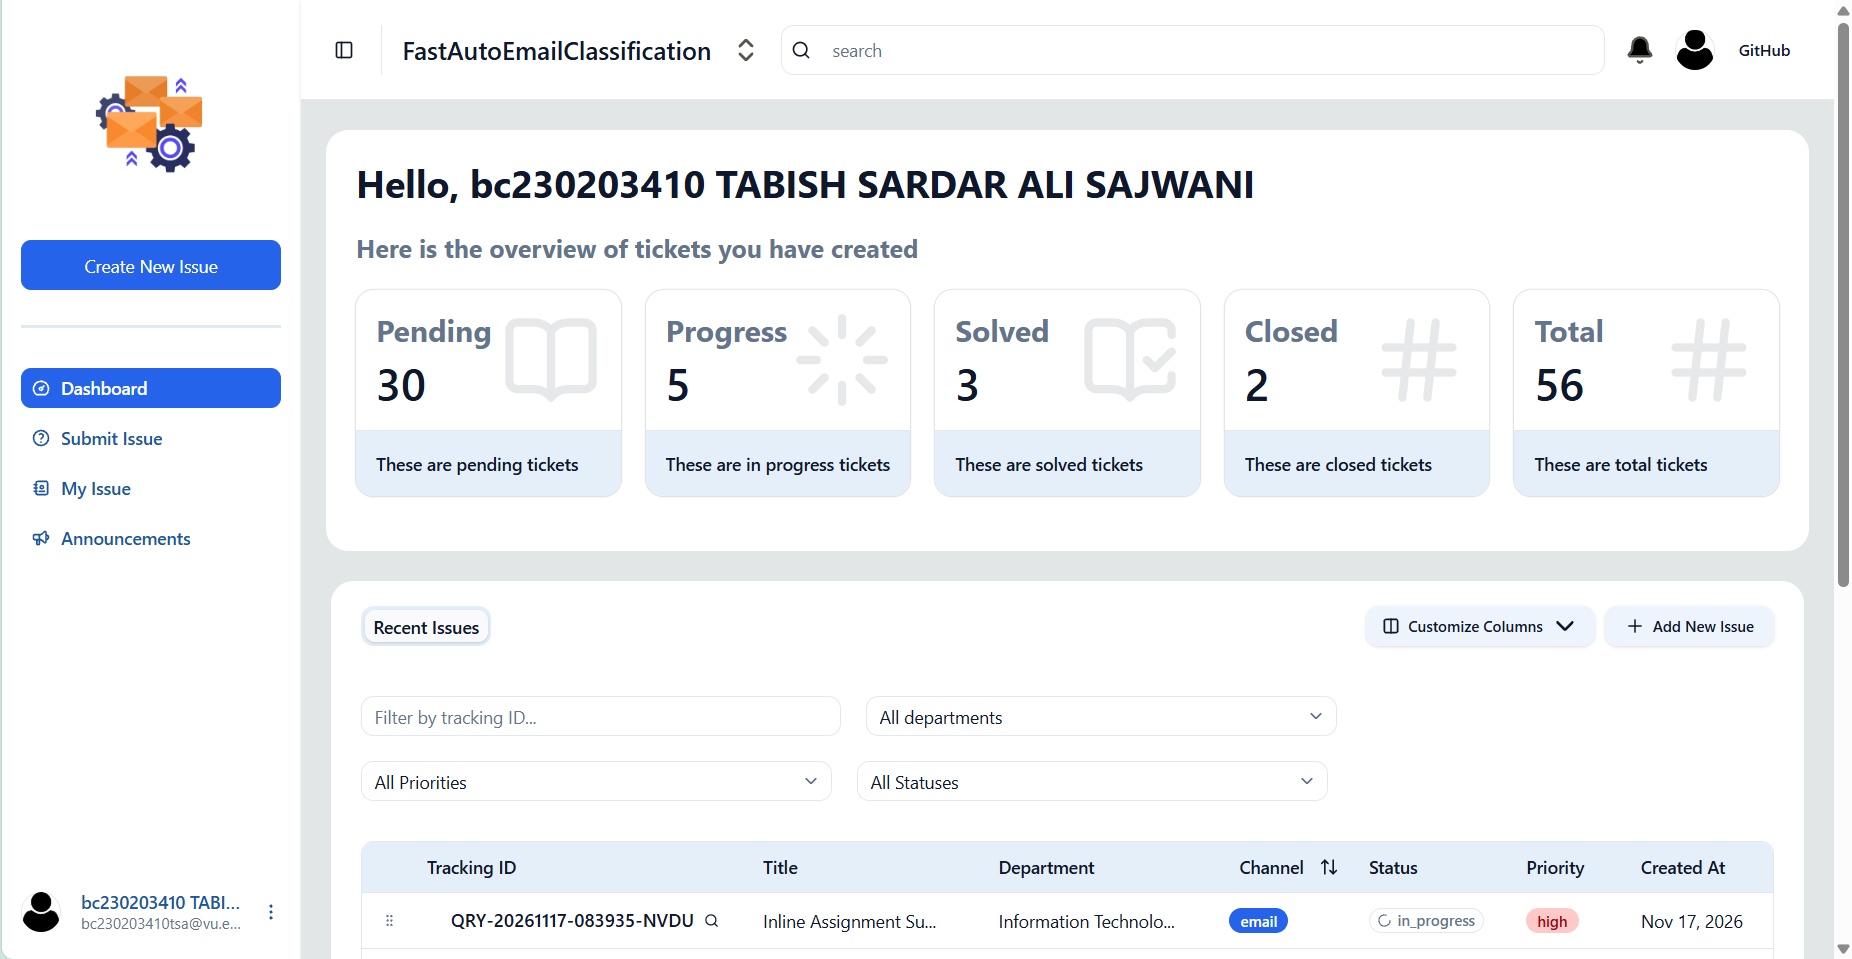 FastAutoEmailClassification
search
GitHub
Create New Issue
Dashboard
Submit Issue
My Issue
Announcements
bc230203410 TABI...
bc230203410tsa@vu.e...
Hello, bc230203410 TABISH SARDAR ALI SAJWANI
Here is the overview of tickets you have created
Pending
30
These are pending tickets
Progress
5
These are in progress tickets
Solved
3
These are solved tickets
Closed
2
These are closed tickets
Total
56
These are total tickets
Recent Issues
Customize Columns
Add New Issue
Filter by tracking ID...
All departments
All Priorities
All Statuses
Tracking ID Title Department Channel Status Priority Created At
QRY-20261117-083935-NVDU Inline Assignment Su... Information Technolo... email in_progress high Nov 17, 2026